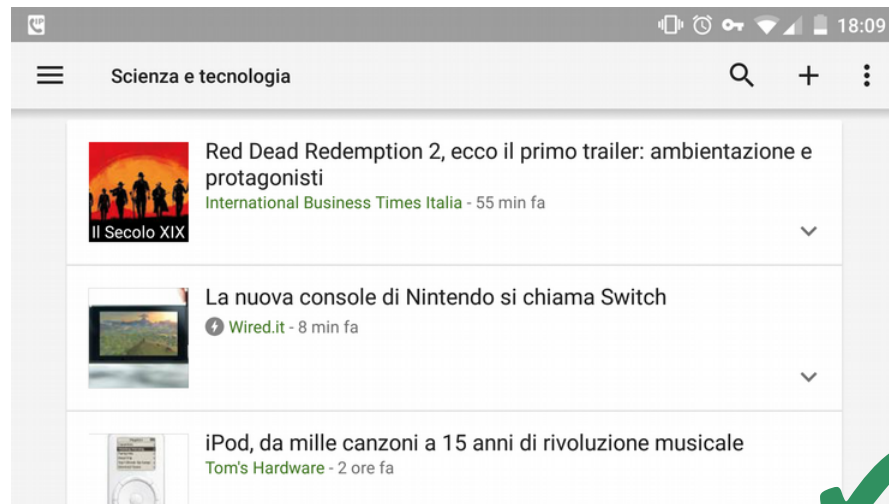 18:09
Scienza e tecnologia
Red Dead Redemption 2, ecco il primo trailer: ambientazione e
protagonisti
International Business Times Italia - 55 min fa
Il Secolo XIX
La nuova console di Nintendo si chiama Switch
Wired.it - 8 min fa
iPod, da mille canzoni a 15 anni di rivoluzione musicale
Tom's Hardware - 2 ore fa